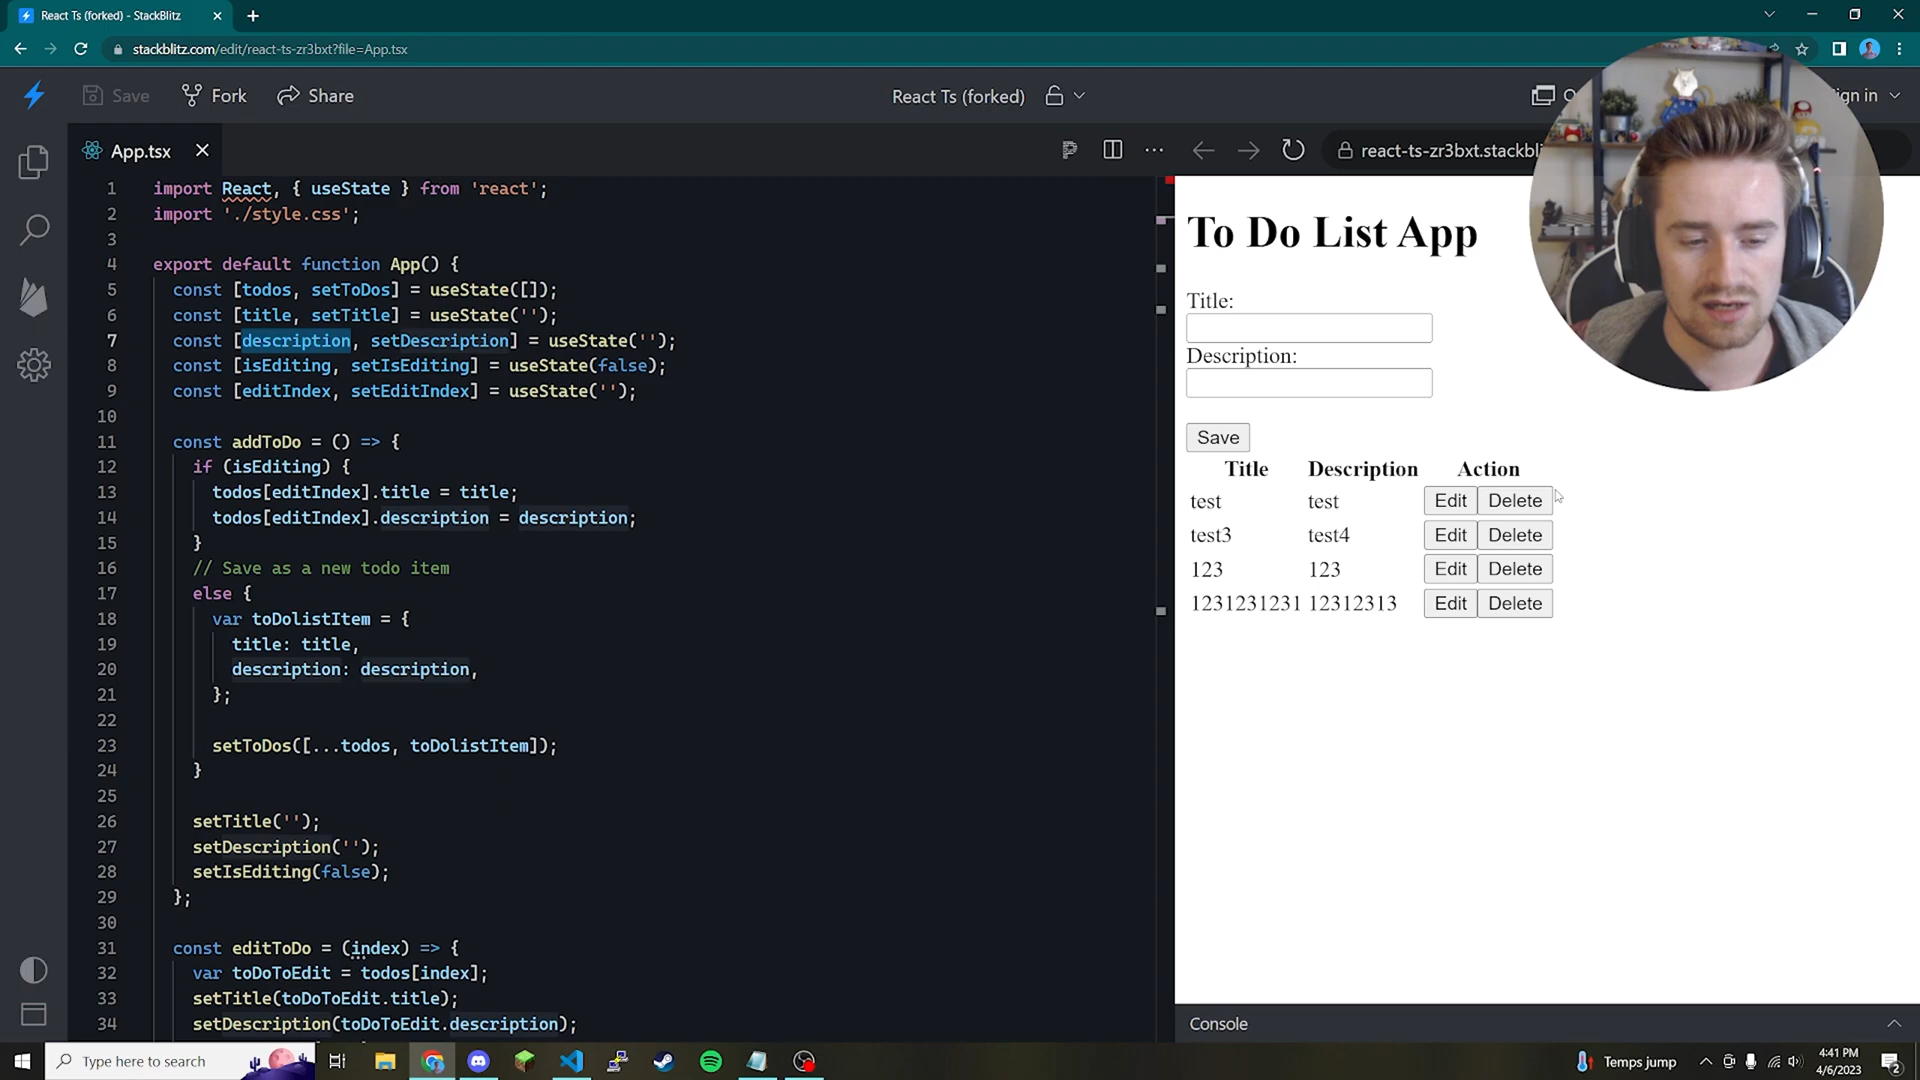 React Ts (forked) - StackBlitz
stackblitz.com/edit/react-ts-zr3bxt?file=App.tsx
Save
Fork
Share
React Ts (forked)
ign in
App.tsx
react-ts-zr3bxt.stackbli
1 import React, { useState } from 'react';
2 import './style.css';
3
4 export default function App() {
5 const [todos, setToDos] = useState([]);
6 const [title, setTitle] = useState('');
7 const [description, setDescription] = useState('');
8 const [isEditing, setIsEditing] = useState(false);
9 const [editIndex, setEditIndex] = useState('');
10
11 const addToDo = () => {
12 if (isEditing) {
13 todos[editIndex].title = title;
14 todos[editIndex].description = description;
15 }
16 // Save as a new todo item
17 else {
18 var toDolistItem = {
19 title: title,
20 description: description,
21 };
22
23 setToDos([...todos, toDolistItem]);
24 }
25
26 setTitle('');
27 setDescription('');
28 setIsEditing(false);
29 };
30
31 const editToDo = (index) => {
32 var toDoToEdit = todos[index];
33 setTitle(toDoToEdit.title);
34 setDescription(toDoToEdit.description);
To Do List App
Title:
Description:
Save
Title Description Action
test test Edit Delete
test3 test4 Edit Delete
123 123 Edit Delete
1231231231 12312313 Edit Delete
Console
Type here to search
Temps jump
4:41 PM
4/6/2023
2